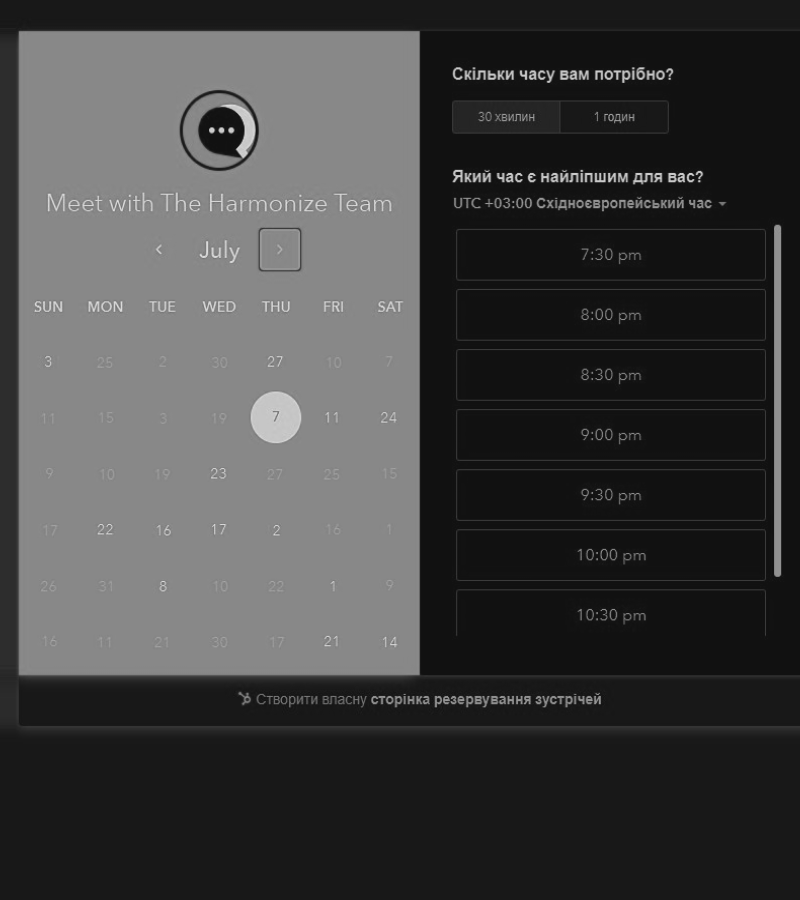 Meet with The Harmonize Team
July
SUN MON TUE WED THU FRI SAT
3 25 2 30 27 10 7
11 15 3 19 7 11 24
9 10 19 23 27 25 15
17 22 16 17 2 16 1
26 31 8 10 22 1 9
16 11 21 30 17 21 14
Скільки часу вам потрібно?
30 хвилин 1 годин
Який час є найліпшим для вас?
UTC +03:00 Східноєвропейський час
7:30 pm
8:00 pm
8:30 pm
9:00 pm
9:30 pm
10:00 pm
10:30 pm
Створити власну сторінка резервування зустрічей